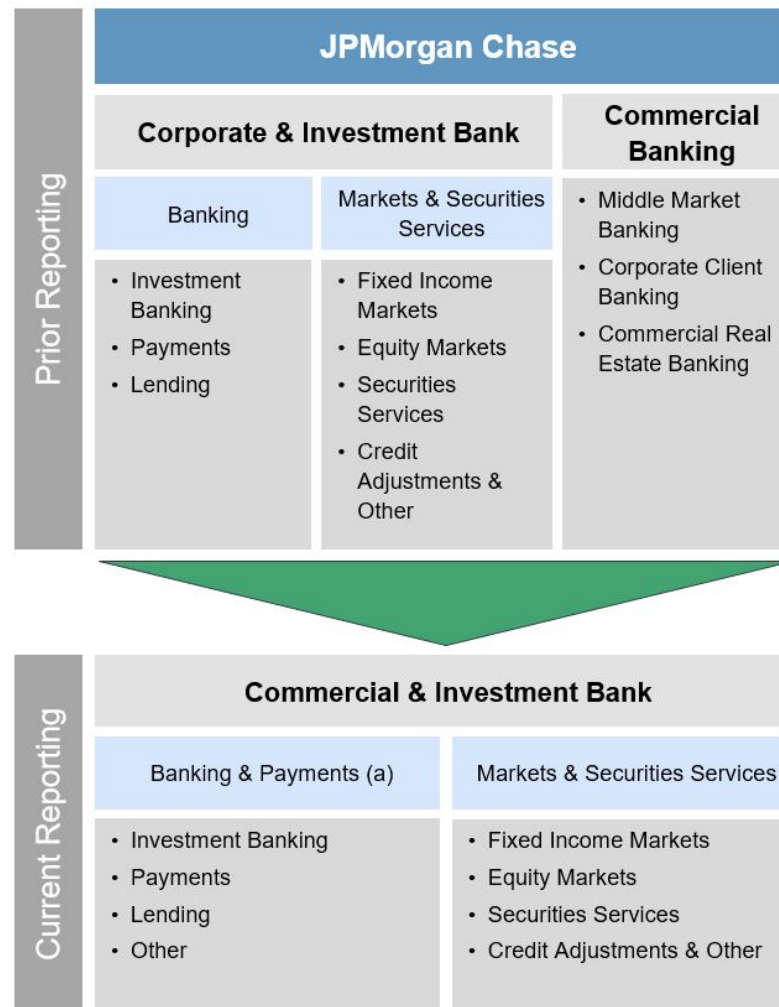 JPMorgan Chase
Prior Reporting
Corporate & Investment Bank
Banking
• Investment
Banking
• Payments
• Lending
Markets & Securities
Services
• Fixed Income
Markets
• Equity Markets
• Securities
Services
• Credit
Adjustments &
Other
Commercial
Banking
• Middle Market
Banking
• Corporate Client
Banking
• Commercial Real
Estate Banking
Current Reporting
Commercial & Investment Bank
Banking & Payments (a)
• Investment Banking
• Payments
• Lending
• Other
Markets & Securities Services
• Fixed Income Markets
• Equity Markets
• Securities Services
• Credit Adjustments & Other